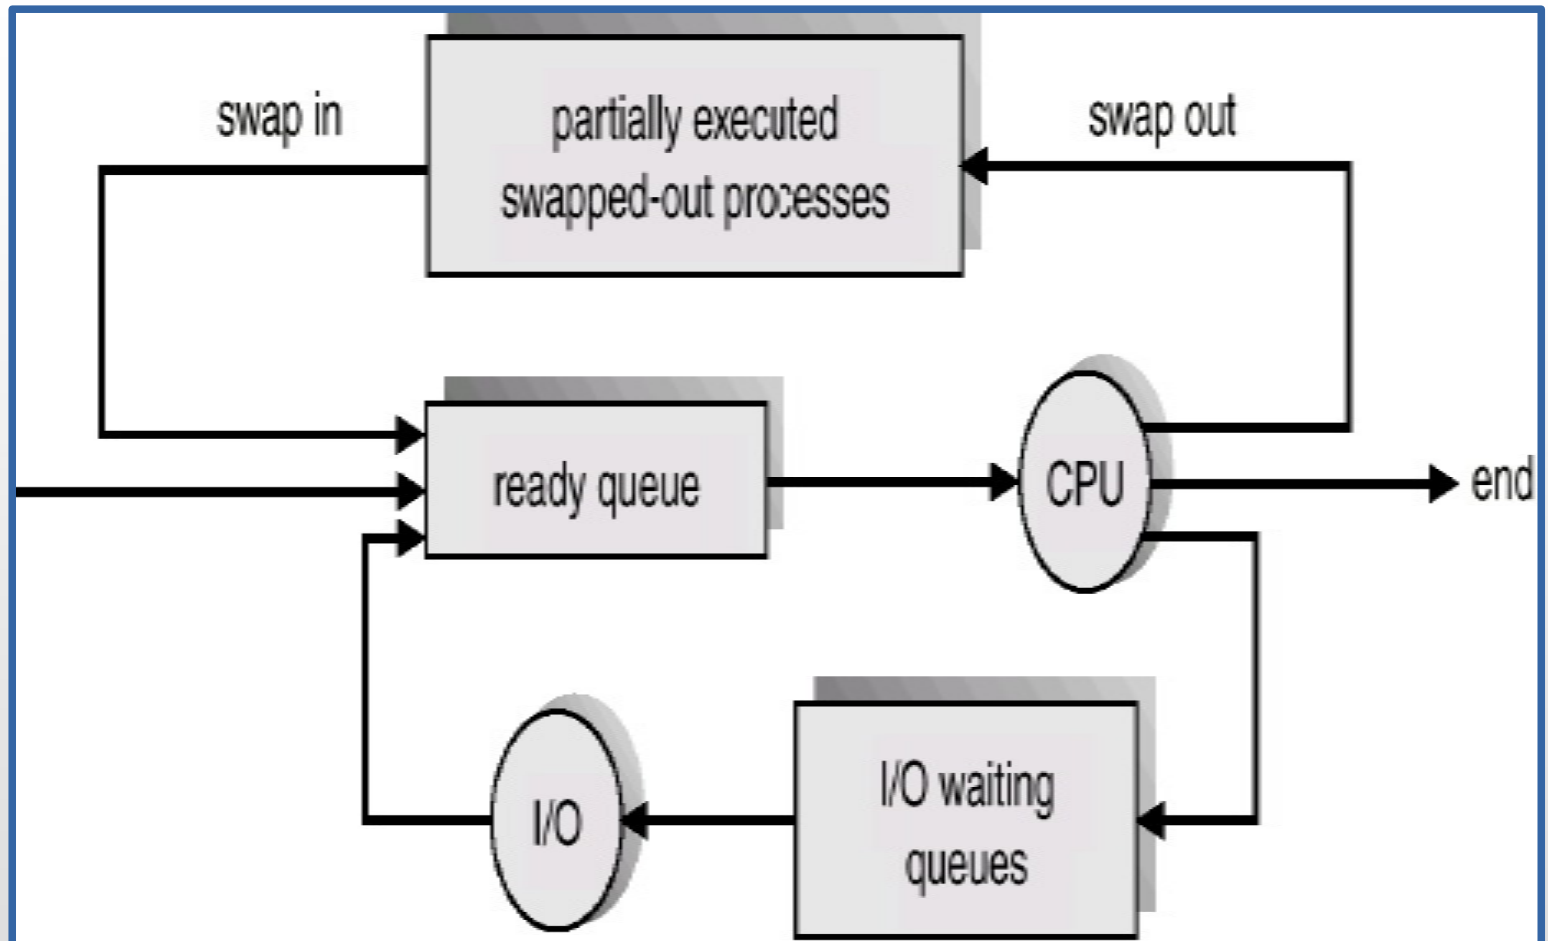 swap in
partially executed
swapped-out processes
swap out
ready queue
CPU
end
I/O
I/O waiting
queues